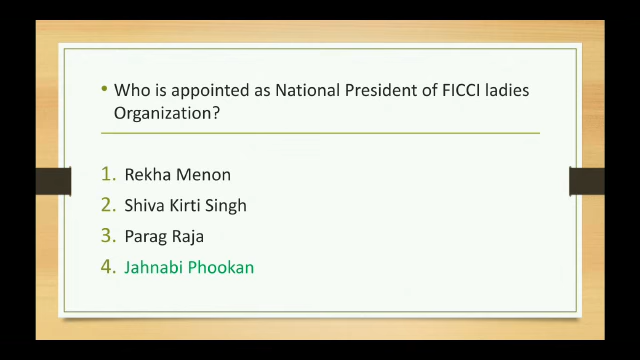 • Who is appointed as National President of FICCI ladies
Organization?
1. Rekha Menon
2. Shiva Kirti Singh
3. Parag Raja
4. Jahnabi Phookan